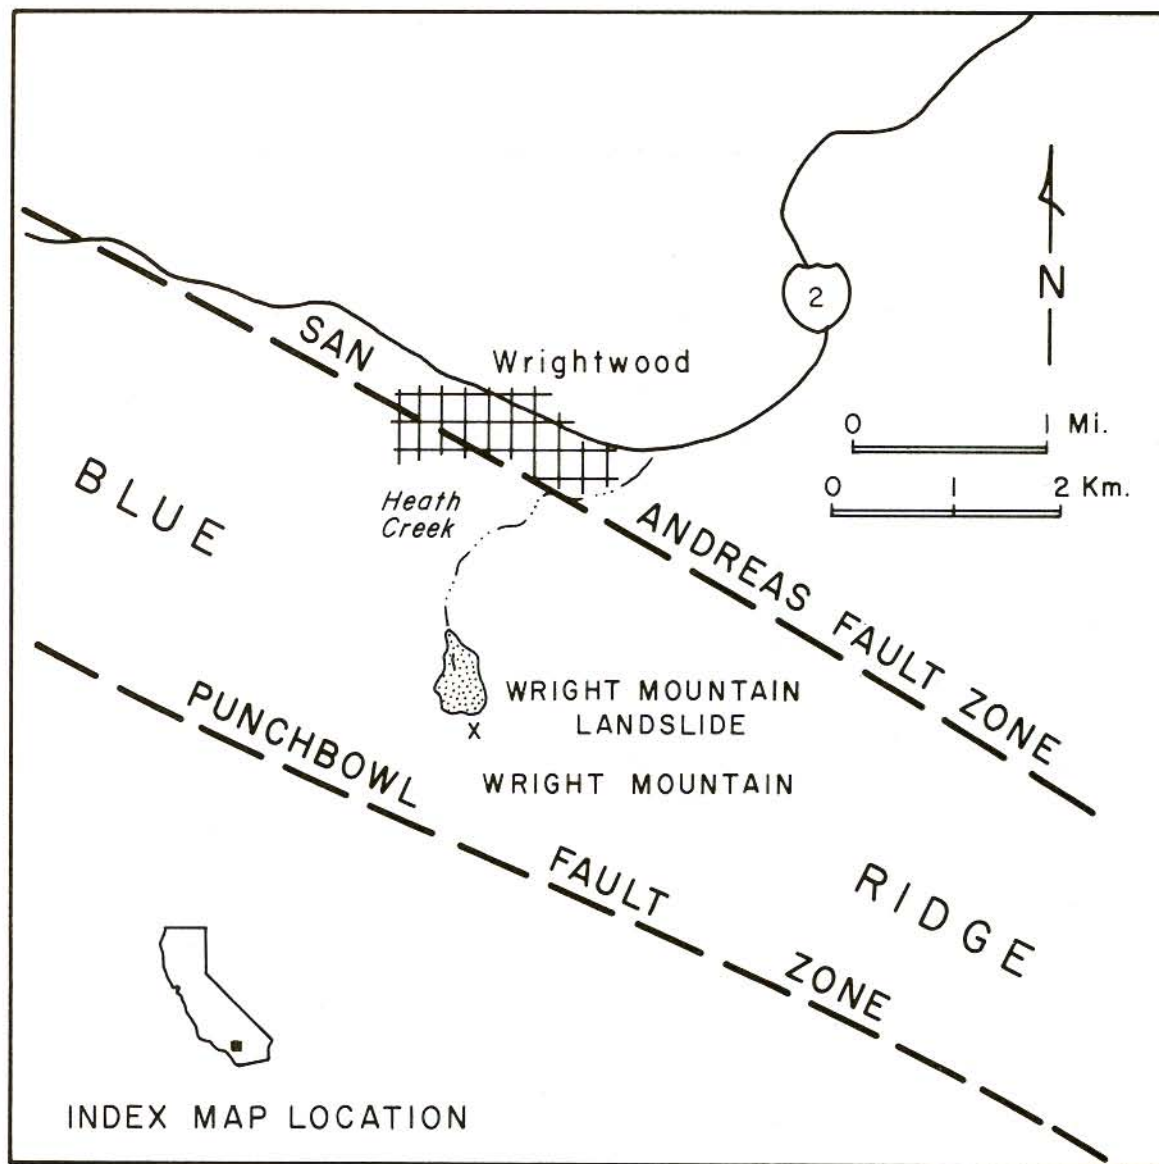 N
2
SAN
Wrightwood
0 1 Mi.
0 1 2 Km.
BLUE
Heath
Creek
ANDREAS FAULT ZONE
WRIGHT MOUNTAIN
LANDSLIDE
X
PUNCHBOWL
WRIGHT MOUNTAIN
FAULT
RIDGE
ZONE
INDEX MAP LOCATION